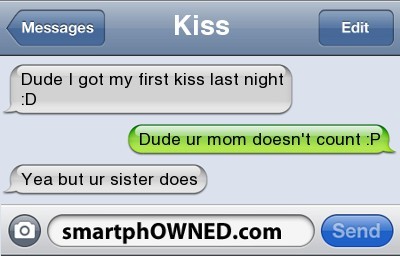 Messages
Kiss
Edit
Dude I got my first kiss last night
:D
Dude ur mom doesn't count :P
Yea but ur sister does
smartphOWNED.com
Send